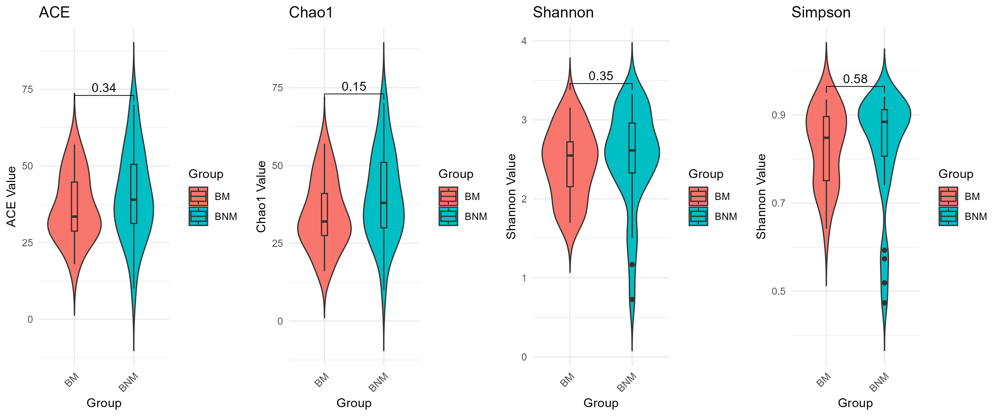 ACE
ACE Value
75
50
25
0
0.34
BM
BNM
Group
Group
BM
BNM
Chao1
Chao1 Value
75
50
25
0
0.15
BM
BNM
Group
Group
BM
BNM
Shannon
Shannon Value
4
3
2
1
0
0.35
BM
BNM
Group
Group
BM
BNM
Simpson
Shannon Value
0.9
0.7
0.5
0.58
BM
BNM
Group
Group
BM
BNM